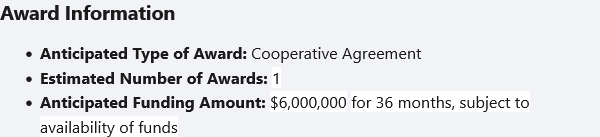 Award Information
• Anticipated Type of Award: Cooperative Agreement
• Estimated Number of Awards: 1
• Anticipated Funding Amount: $6,000,000 for 36 months, subject to
availability of funds